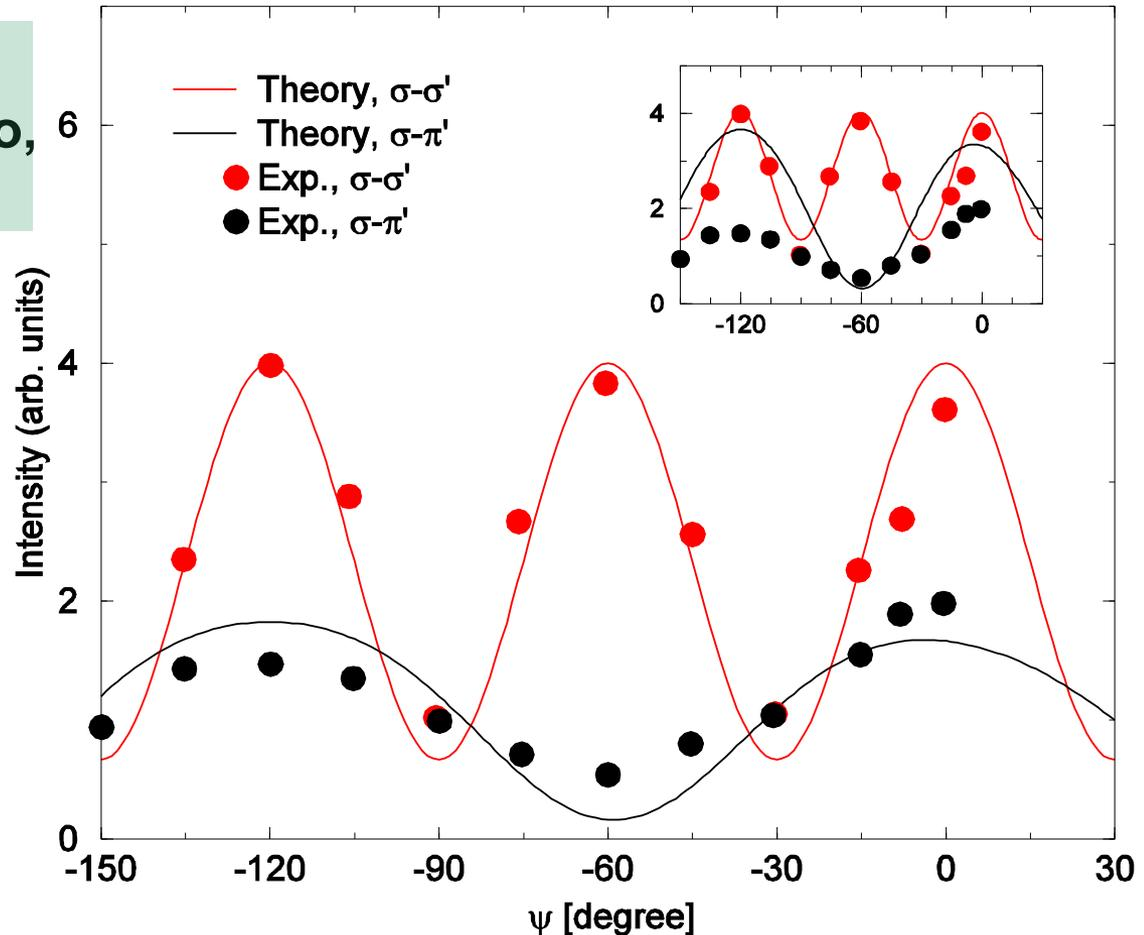 o,
Theory, σ-σ'
Theory, σ-π'
Exp., σ-σ'
Exp., σ-π'
6
4
2
0
-150 -120 -90 -60 -30 0 30
ψ [degree]
Intensity (arb. units)
4
2
0
-120 -60 0